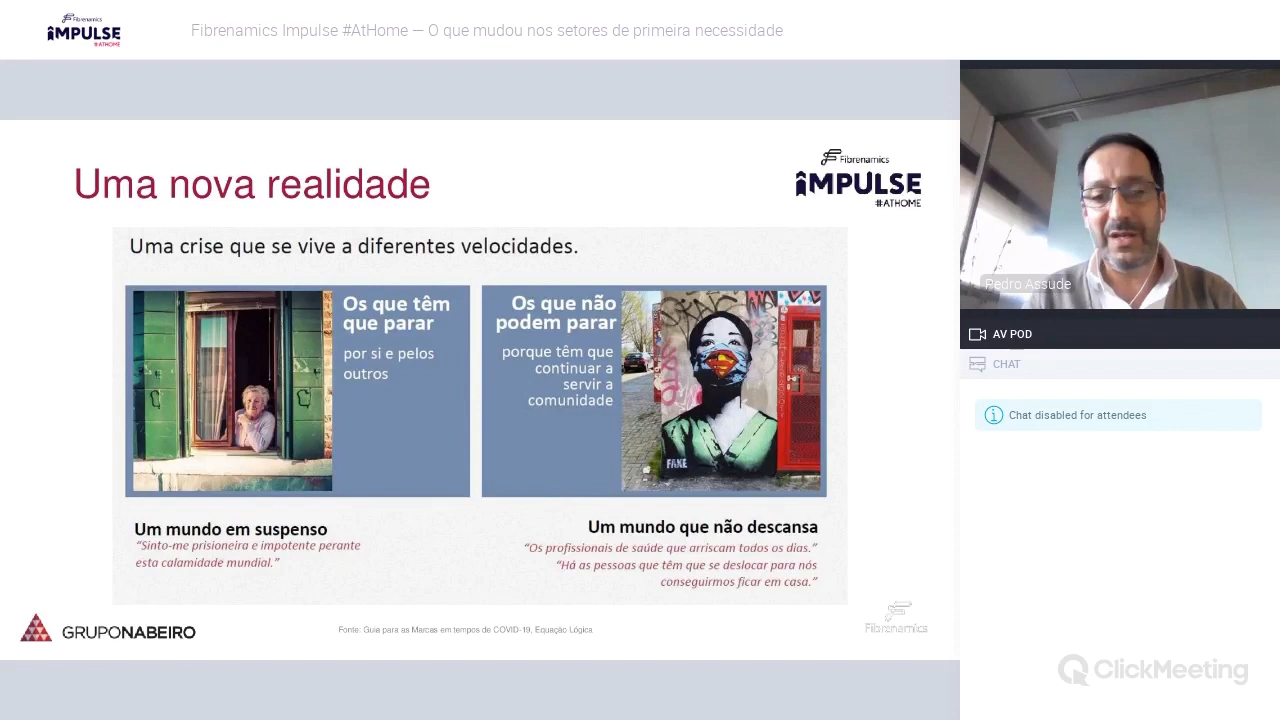 Fibrenamics
IMPULSE
#ATHOME
Fibrenamics Impulse #AtHome — O que mudou nos setores de primeira necessidade
Uma nova realidade
Fibrenamics
IMPULSE
#ATHOME
Uma crise que se vive a diferentes velocidades.
Os que têm
que parar
por si e pelos
outros
Os que não
podem parar
porque têm que
continuar a
servir a
comunidade
FAKE
Um mundo em suspenso
“Sinto-me prisioneira e impotente perante
esta calamidade mundial.”
Um mundo que não descansa
“Os profissionais de saúde que arriscam todos os dias.”
“Há as pessoas que têm que se deslocar para nós
conseguirmos ficar em casa.”
GRUPONABEIRO
Fonte: Guia para as Marcas em tempos de COVID-19, Equação Lógica
Fibrenamics
Pedro Assude
AV POD
CHAT
Chat disabled for attendees
ClickMeeting